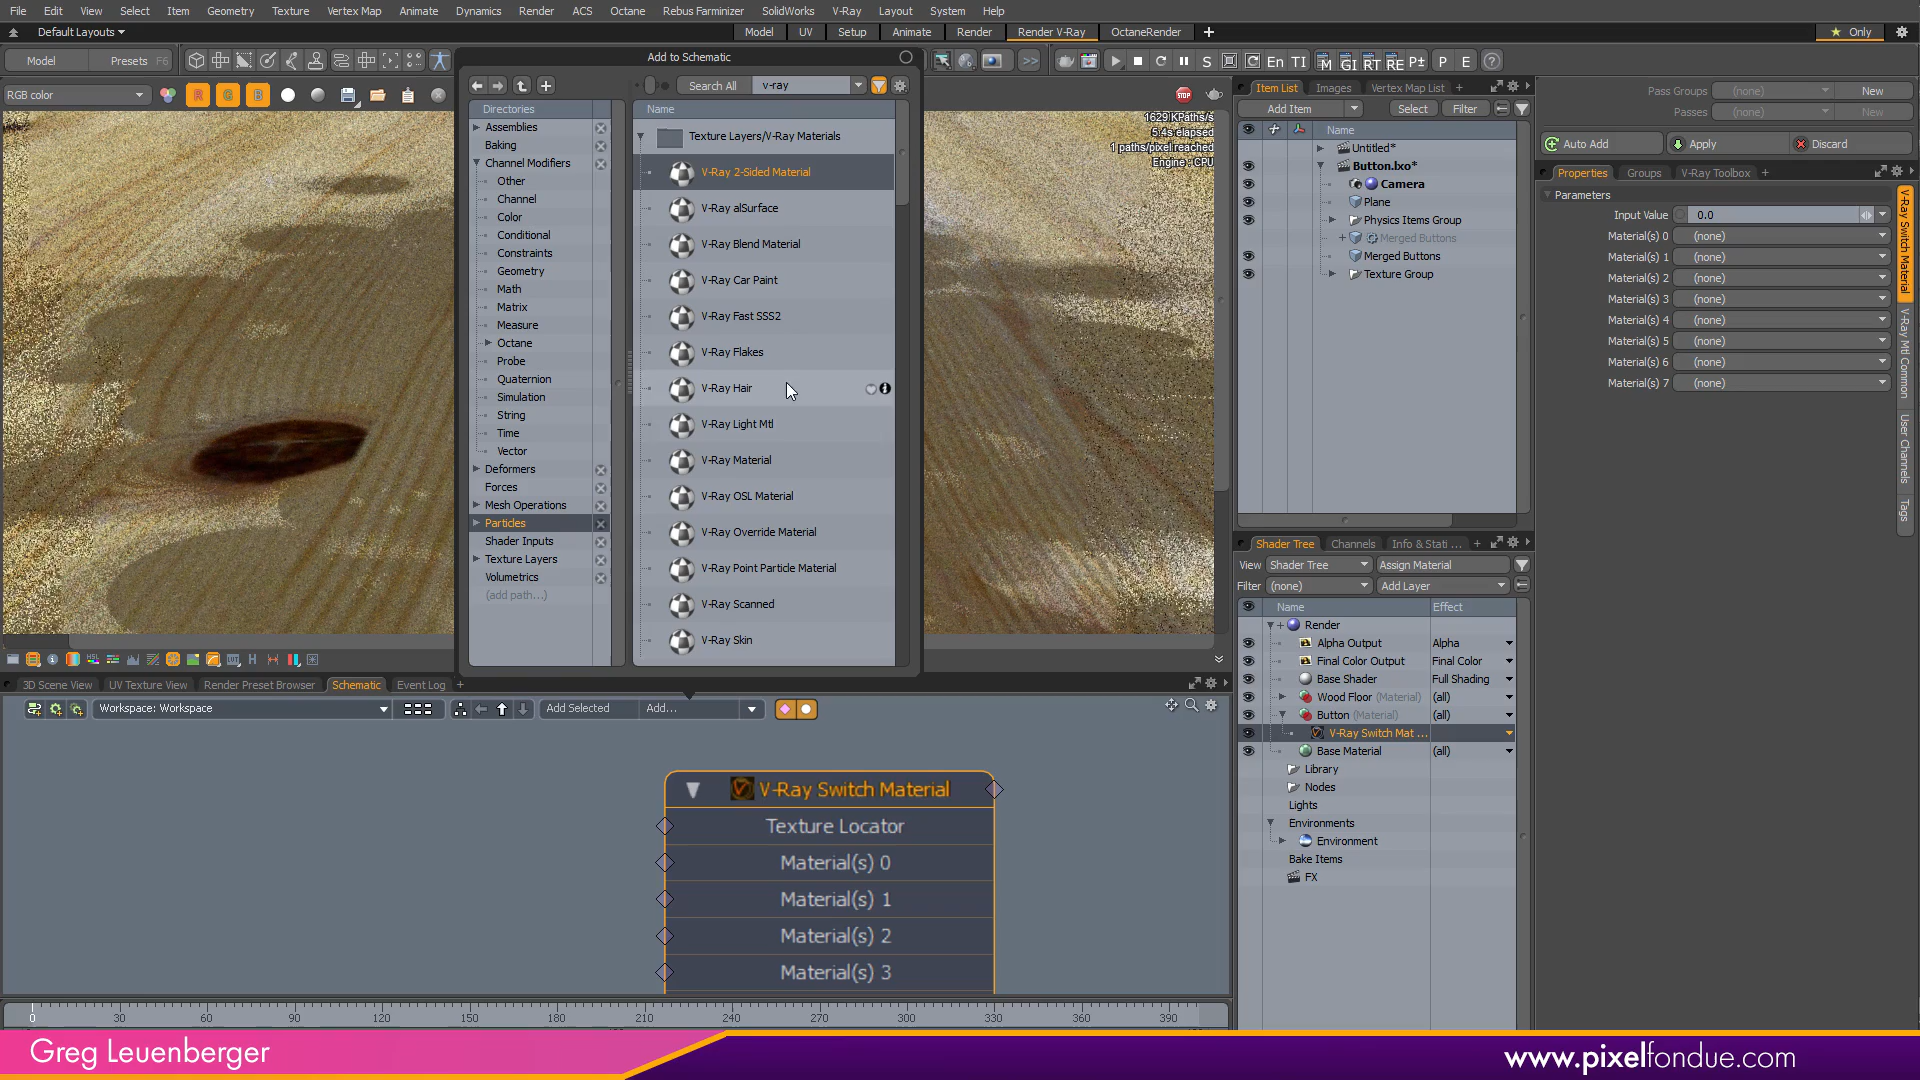 File Edit View Select Item Geometry Texture Vertex Map Animate Dynamics Render ACS Octane Rebus Farminizer SolidWorks V-Ray Layout System Help
Default Layouts Model UV Setup Animate Render Render V-Ray OctaneRender + Only
Model Presets F6 Add to Schematic >> S En TI M GI RT RE P± P E ?
RGB color R G B
Search All v-ray
1629 KPaths/s
5.4s elapsed
1 paths/pixel reached
Engine: CPU
Directories
Assemblies
Baking
Channel Modifiers
Other
Channel
Color
Conditional
Constraints
Geometry
Math
Matrix
Measure
Octane
Probe
Quaternion
Simulation
String
Time
Vector
Deformers
Forces
Mesh Operations
Particles
Shader Inputs
Texture Layers
Volumetrics
(add path...)
Name
Texture Layers/V-Ray Materials
V-Ray 2-Sided Material
V-Ray alSurface
V-Ray Blend Material
V-Ray Car Paint
V-Ray Fast SSS2
V-Ray Flakes
V-Ray Hair
V-Ray Light Mtl
V-Ray Material
V-Ray OSL Material
V-Ray Override Material
V-Ray Point Particle Material
V-Ray Scanned
V-Ray Skin
Item List Images Vertex Map List +
Add Item Select Filter
Name
Untitled*
Button.lxo*
Camera
Plane
Physics Items Group
Merged Buttons
Merged Buttons
Texture Group
Shader Tree Channels Info & Stati ... +
View Shader Tree Assign Material
Filter (none) Add Layer
Name Effect
Render
Alpha Output Alpha
Final Color Output Final Color
Base Shader Full Shading
Wood Floor (Material) (all)
Button (Material) (all)
V-Ray Switch Mat ...
Base Material (all)
Library
Nodes
Lights
Environments
Environment
Bake Items
FX
Pass Groups (none) New
Passes (none) New
Auto Add Apply Discard
Properties Groups V-Ray Toolbox +
Parameters
Input Value 0.0
Material(s) 0 (none)
Material(s) 1 (none)
Material(s) 2 (none)
Material(s) 3 (none)
Material(s) 4 (none)
Material(s) 5 (none)
Material(s) 6 (none)
Material(s) 7 (none)
V-Ray Switch Material
V-Ray Mtl Common
User Channels
Tags
3D Scene View UV Texture View Render Preset Browser Schematic Event Log +
Workspace: Workspace Add Selected Add...
V-Ray Switch Material
Texture Locator
Material(s) 0
Material(s) 1
Material(s) 2
Material(s) 3
0 30 60 90 120 150 180 210 240 270 300 330 360 390
Greg Leuenberger
www.pixelfondue.com